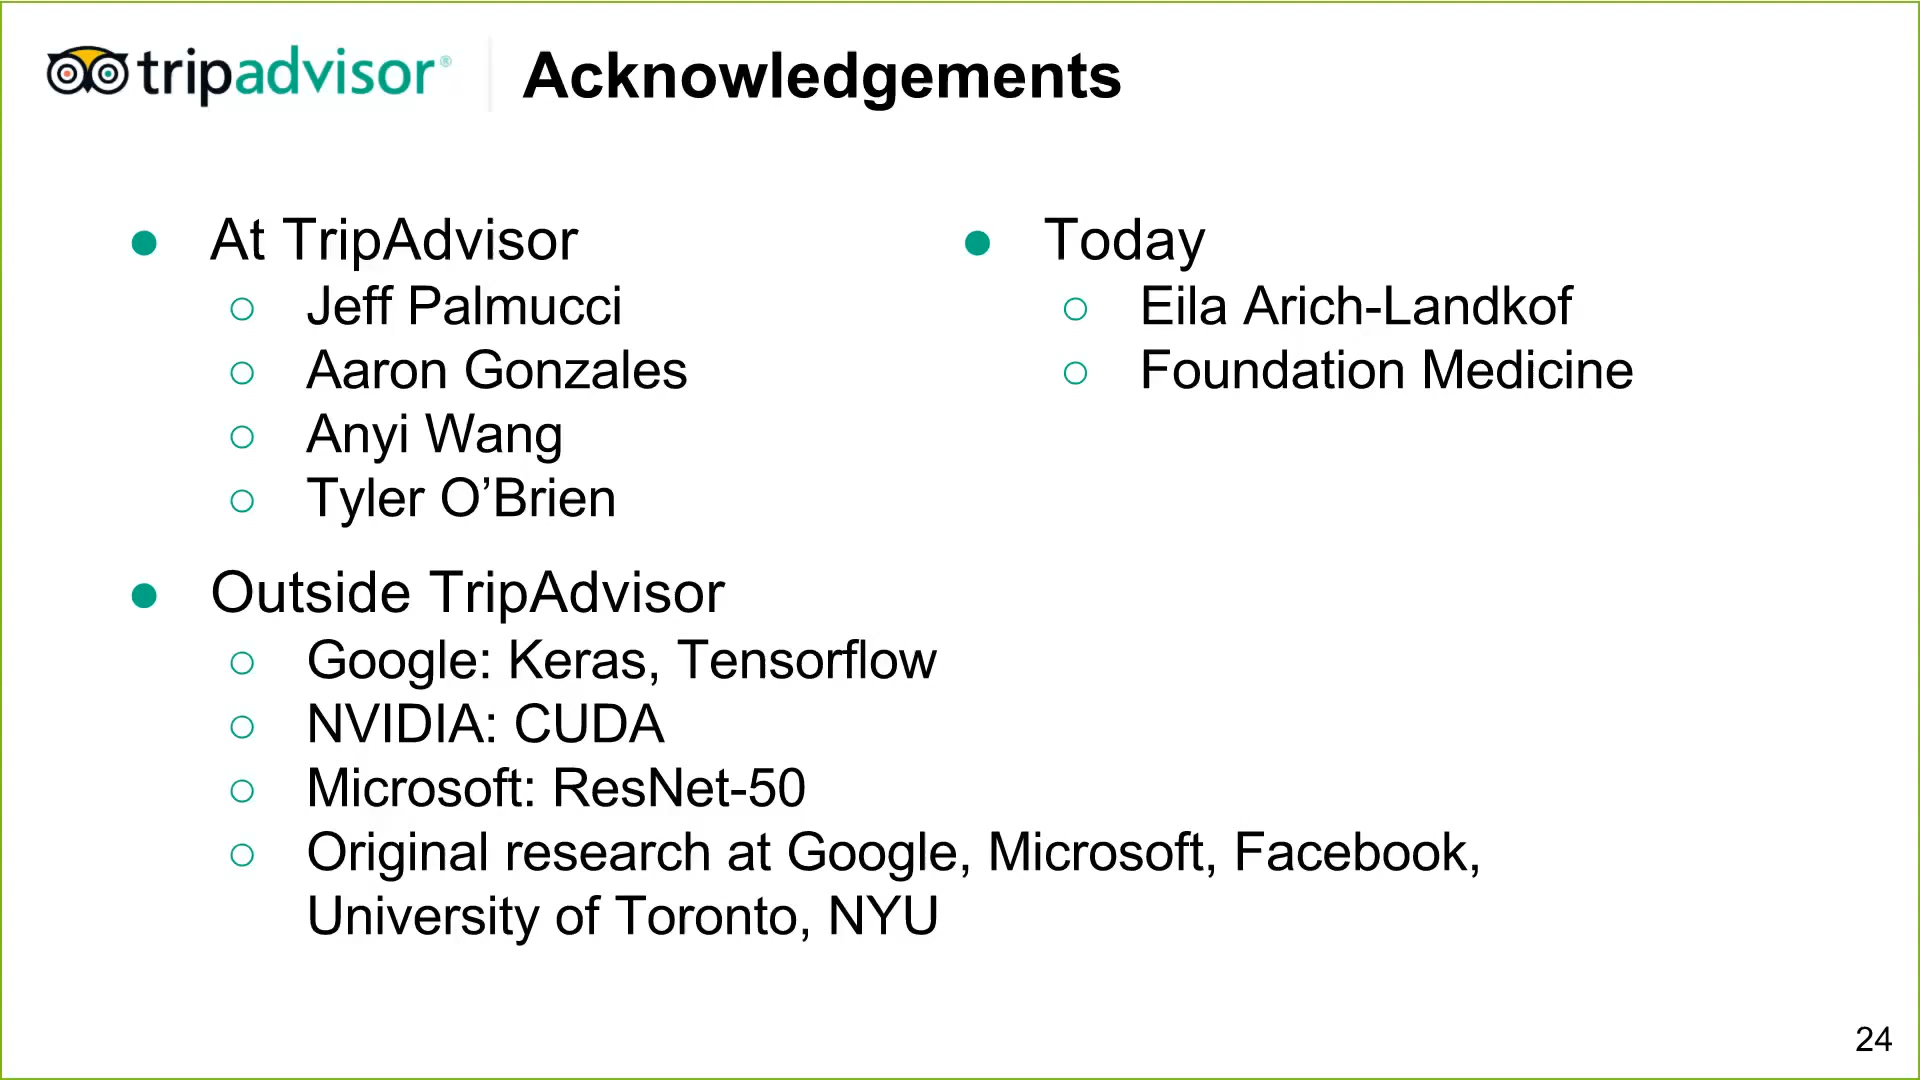 tripadvisor®
Acknowledgements
● At TripAdvisor
○ Jeff Palmucci
○ Aaron Gonzales
○ Anyi Wang
○ Tyler O’Brien
● Outside TripAdvisor
○ Google: Keras, Tensorflow
○ NVIDIA: CUDA
○ Microsoft: ResNet-50
○ Original research at Google, Microsoft, Facebook,
University of Toronto, NYU
● Today
○ Eila Arich-Landkof
○ Foundation Medicine
24